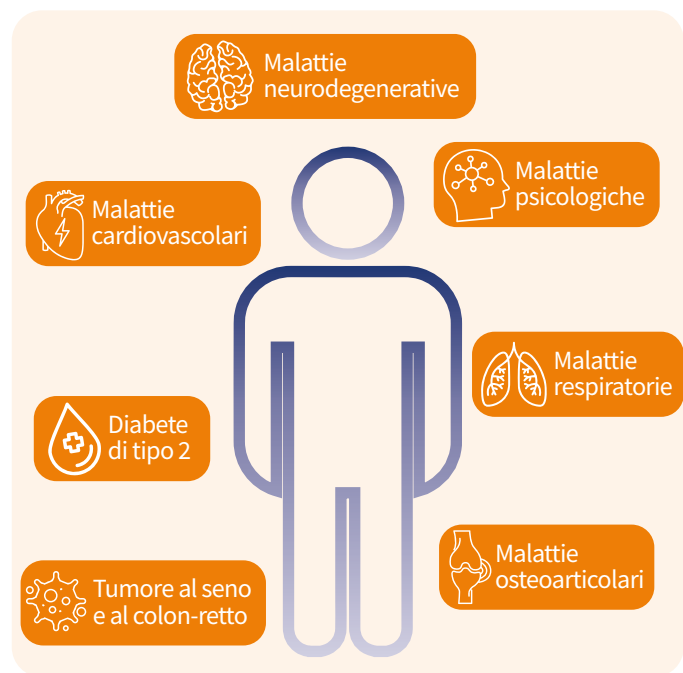 Malattie
neurodegenerative
Malattie
psicologiche
Malattie
cardiovascolari
Malattie
respiratorie
Diabete
di tipo 2
Malattie
osteoarticolari
Tumore al seno
e al colon-retto